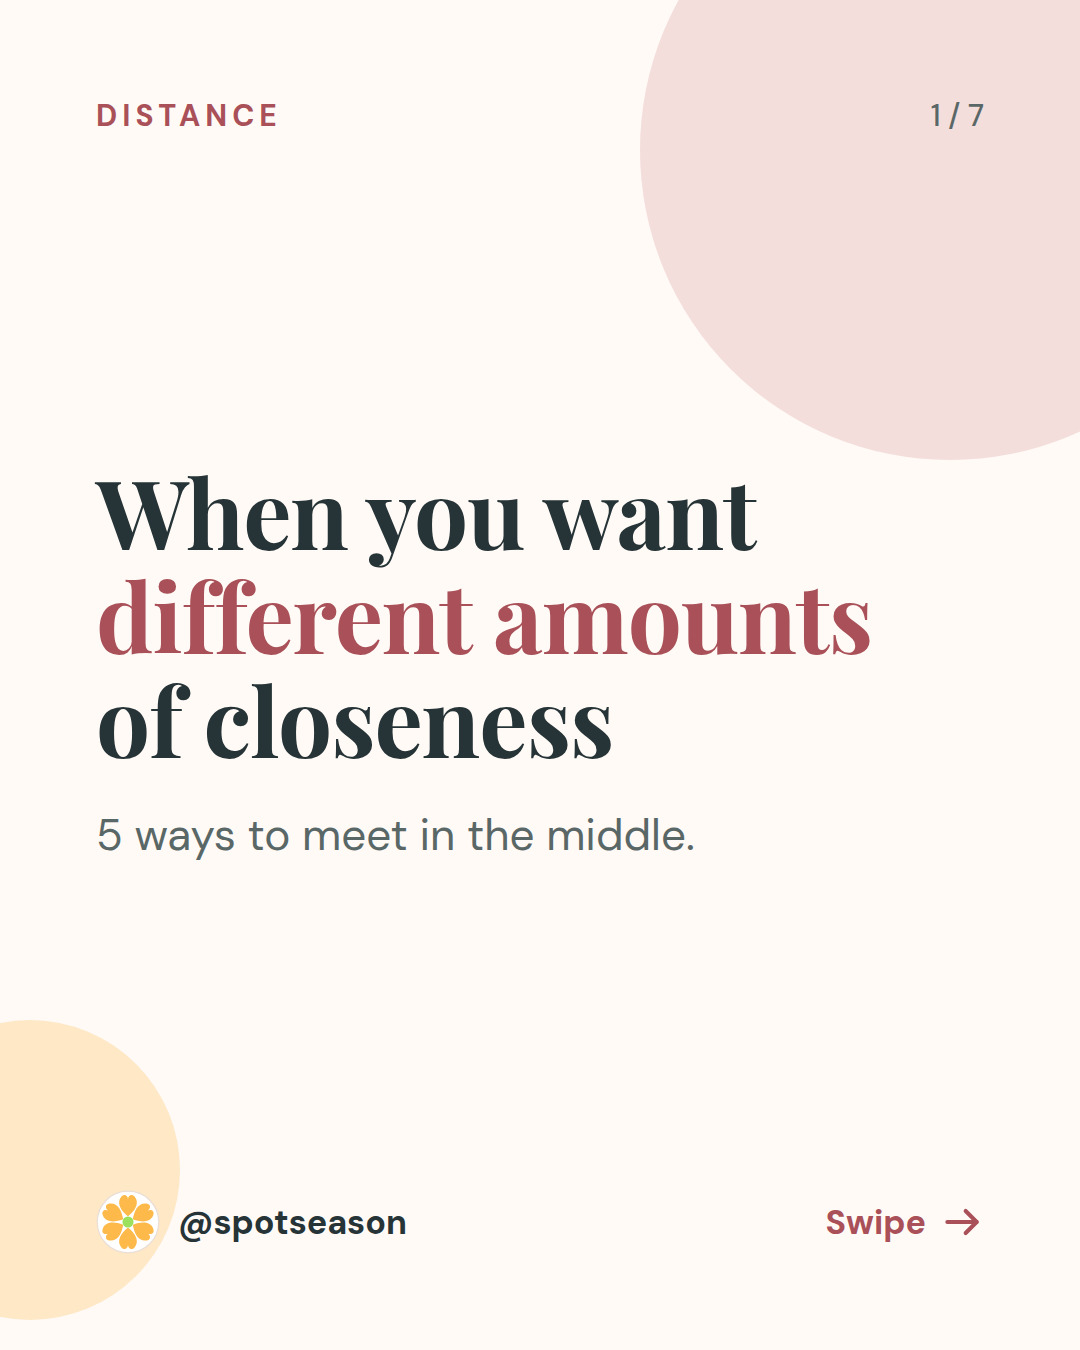 DISTANCE
1 / 7
When you want
different amounts
of closeness
5 ways to meet in the middle.
@spotseason
Swipe →